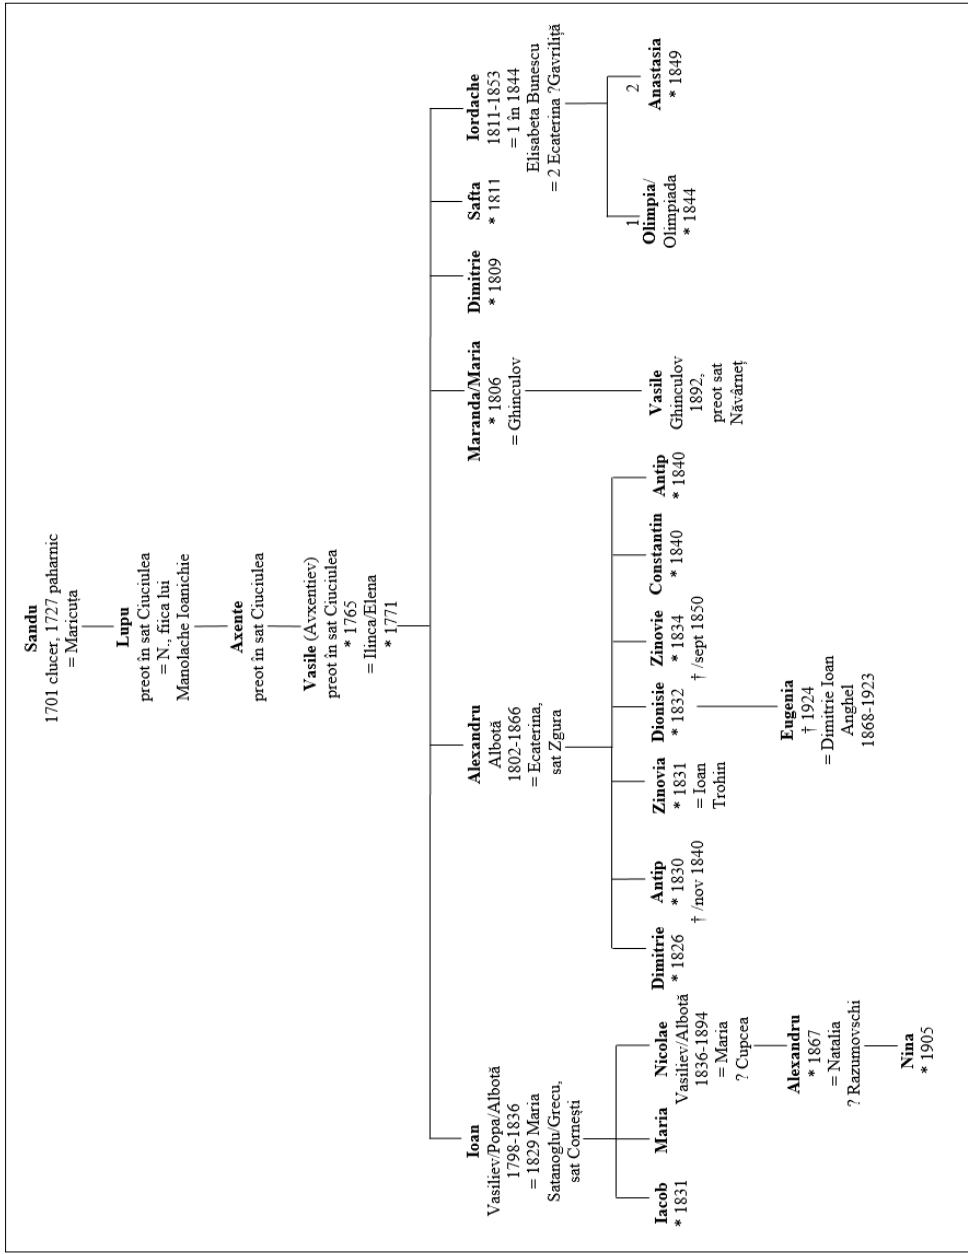 Sandu
1701 clucer, 1727 paharnic
= Maricuța
Lupu
preot în sat Ciuciulea
= N., fiica lui
Manolache Ioanichie
Axente
preot în sat Ciuciulea
Vasile (Avxentiev)
preot în sat Ciuciulea
* 1765
= Ilinca/Elena
* 1771
Ioan
Vasiliev/Popa/Albotă
1798-1836
= 1829 Maria
Satanoglu/Grecu,
sat Cornești
Alexandru
Albotă
1802-1866
= Ecaterina,
sat Zgura
Maranda/Maria
* 1806
= Ghinculov
Dimitrie
* 1809
Safta
* 1811
Iordache
1811-1853
= 1 în 1844
Elisabeta Bunescu
= 2 Ecaterina ?Gavriliță
Iacob
* 1831
Maria
Nicolae
Vasiliev/Albotă
1836-1894
= Maria
? Cupcea
Dimitrie
* 1826
Antip
* 1830
† /nov 1840
Zinovia
* 1831
= Ioan
Trohin
Dionisie
* 1832
Zinovie
* 1834
† /sept 1850
Constantin
* 1840
Antip
* 1840
Vasile
Ghinculov
1892,
preot sat
Năvârneț
1
Olimpia/
Olimpiada
* 1844
2
Anastasia
* 1849
Alexandru
* 1867
= Natalia
? Razumovschi
Eugenia
† 1924
= Dimitrie Ioan
Anghel
1868-1923
Nina
* 1905